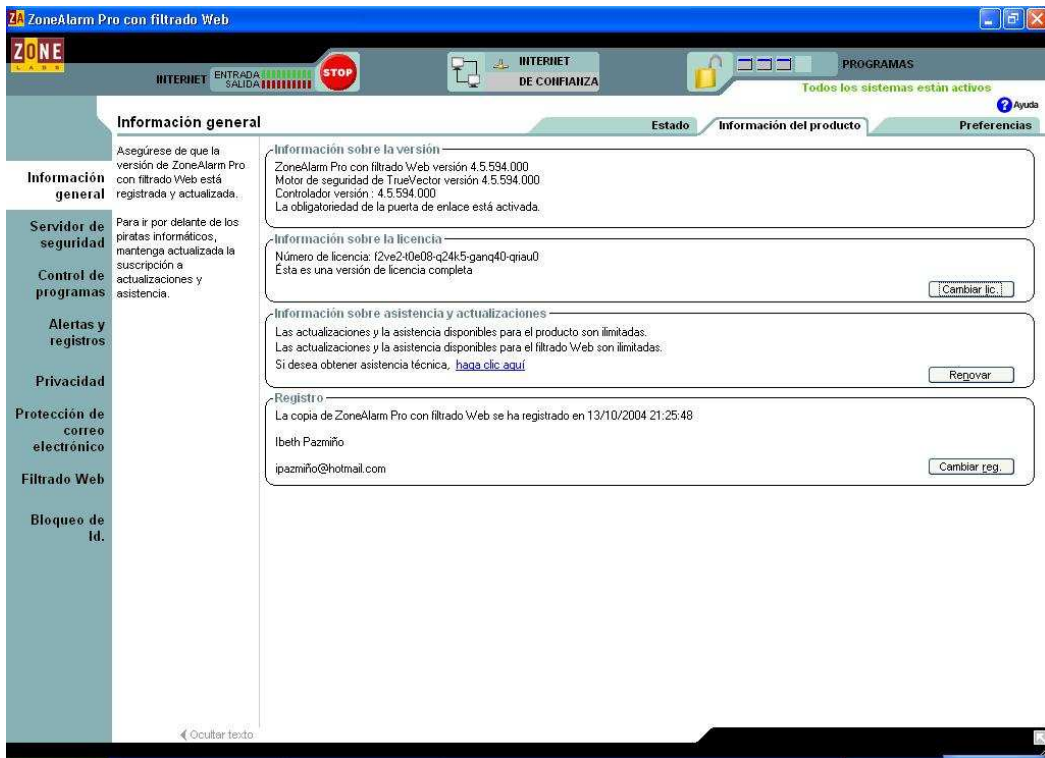 ZA ZoneAlarm Pro con filtrado Web
ZONE
LABS
INTERNET
ENTRADA
SALIDA
STOP
INTERNET
DE CONFIANZA
PROGRAMAS
Todos los sistemas están activos
Ayuda
Información general
Estado
Información del producto
Preferencias
Información general
Servidor de
seguridad
Control de
programas
Alertas y
registros
Privacidad
Protección de
correo
electrónico
Filtrado Web
Bloqueo de
Id.
Asegúrese de que la
versión de ZoneAlarm Pro
con filtrado Web está
registrada y actualizada.
Para ir por delante de los
piratas informáticos,
mantenga actualizada la
suscripción a
actualizaciones y
asistencia.
Información sobre la versión
ZoneAlarm Pro con filtrado Web versión 4.5.594.000
Motor de seguridad de TrueVector versión 4.5.594.000
Controlador versión : 4.5.594.000
La obligatoriedad de la puerta de enlace está activada.
Información sobre la licencia
Número de licencia: f2ve2-t0e08-q24k5-ganq40-qriau0
Ésta es una versión de licencia completa
Cambiar lic.
Información sobre asistencia y actualizaciones
Las actualizaciones y la asistencia disponibles para el producto son ilimitadas.
Las actualizaciones y la asistencia disponibles para el filtrado Web son ilimitadas.
Si desea obtener asistencia técnica, haga clic aquí
Renovar
Registro
La copia de ZoneAlarm Pro con filtrado Web se ha registrado en 13/10/2004 21:25:48
Ibeth Pazmiño
ipazmiño@hotmail.com
Cambiar reg.
Ocultar texto